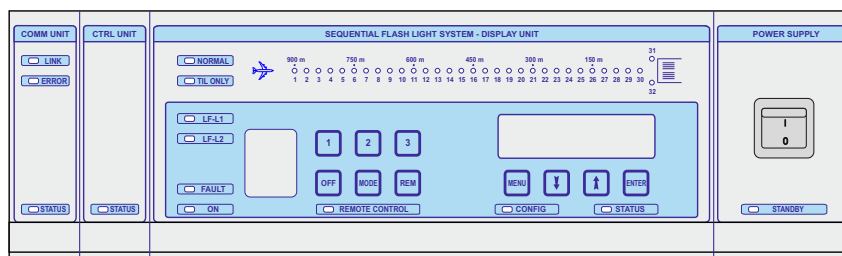 COMM UNIT
CTRL UNIT
SEQUENTIAL FLASH LIGHT SYSTEM - DISPLAY UNIT
POWER SUPPLY
LINK
ERROR
STATUS
STATUS
NORMAL
TIL ONLY
900 m 750 m 600 m 450 m 300 m 150 m
1 2 3 4 5 6 7 8 9 10 11 12 13 14 15 16 17 18 19 20 21 22 23 24 25 26 27 28 29 30
31
32
LF-L1
LF-L2
FAULT
ON
1 2 3
OFF MODE REM
REMOTE CONTROL
MENU ENTER
CONFIG
STATUS
I
0
STANDBY